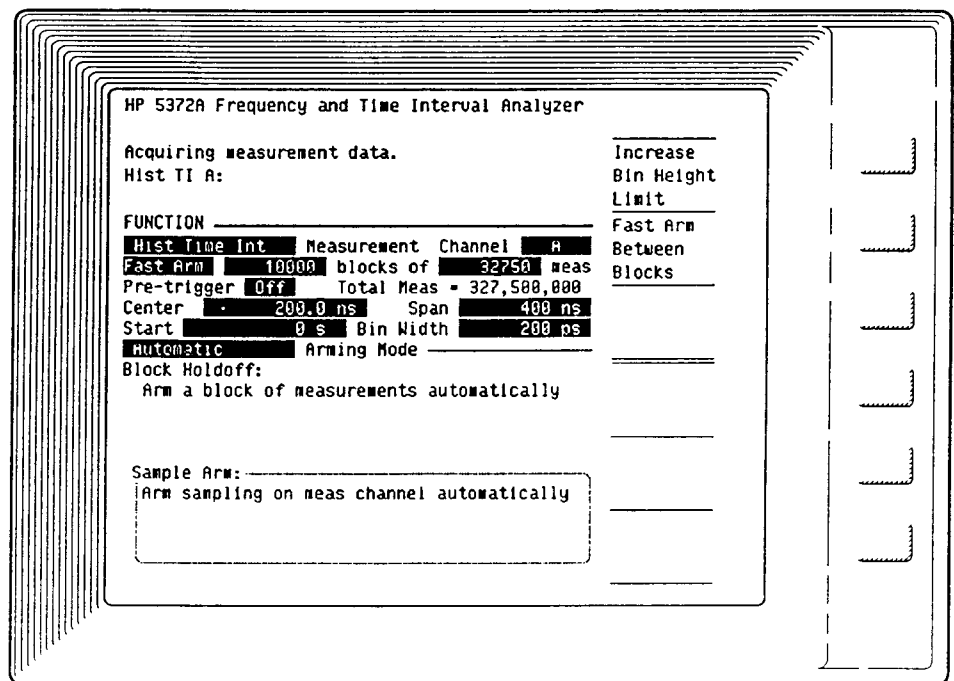 HP 5372A Frequency and Time Interval Analyzer
Acquiring measurement data.
Hist TI A:
FUNCTION
Hist Time Int Measurement Channel A
Fast Arm 10000 blocks of 32750 meas
Pre-trigger Off Total Meas = 327,500,000
Center 200.0 ns Span 400 ns
Start 0 s Bin Width 200 ps
Automatic Arming Mode
Block Holdoff:
Arm a block of measurements automatically
Sample Arm:
Arm sampling on meas channel automatically
Increase
Bin Height
Limit
Fast Arm
Between
Blocks